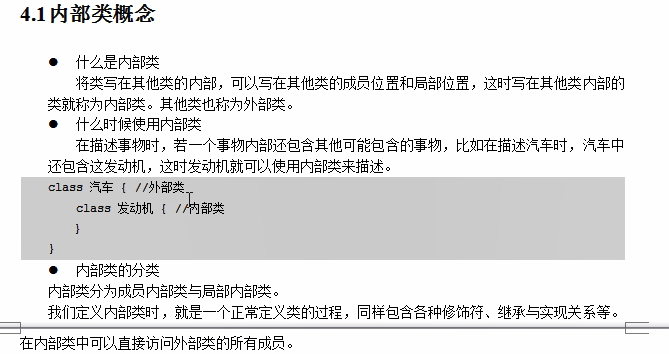 4.1内部类概念
● 什么是内部类
将类写在其他类的内部，可以写在其他类的成员位置和局部位置，这时写在其他类内部的
类就称为内部类。其他类也称为外部类。
● 什么时候使用内部类
在描述事物时，若一个事物内部还包含其他可能包含的事物，比如在描述汽车时，汽车中
还包含这发动机，这时发动机就可以使用内部类来描述。
class 汽车 { //外部类
class 发动机 { //内部类
}
}
● 内部类的分类
内部类分为成员内部类与局部内部类。
我们定义内部类时，就是一个正常定义类的过程，同样包含各种修饰符、继承与实现关系等。
在内部类中可以直接访问外部类的所有成员。